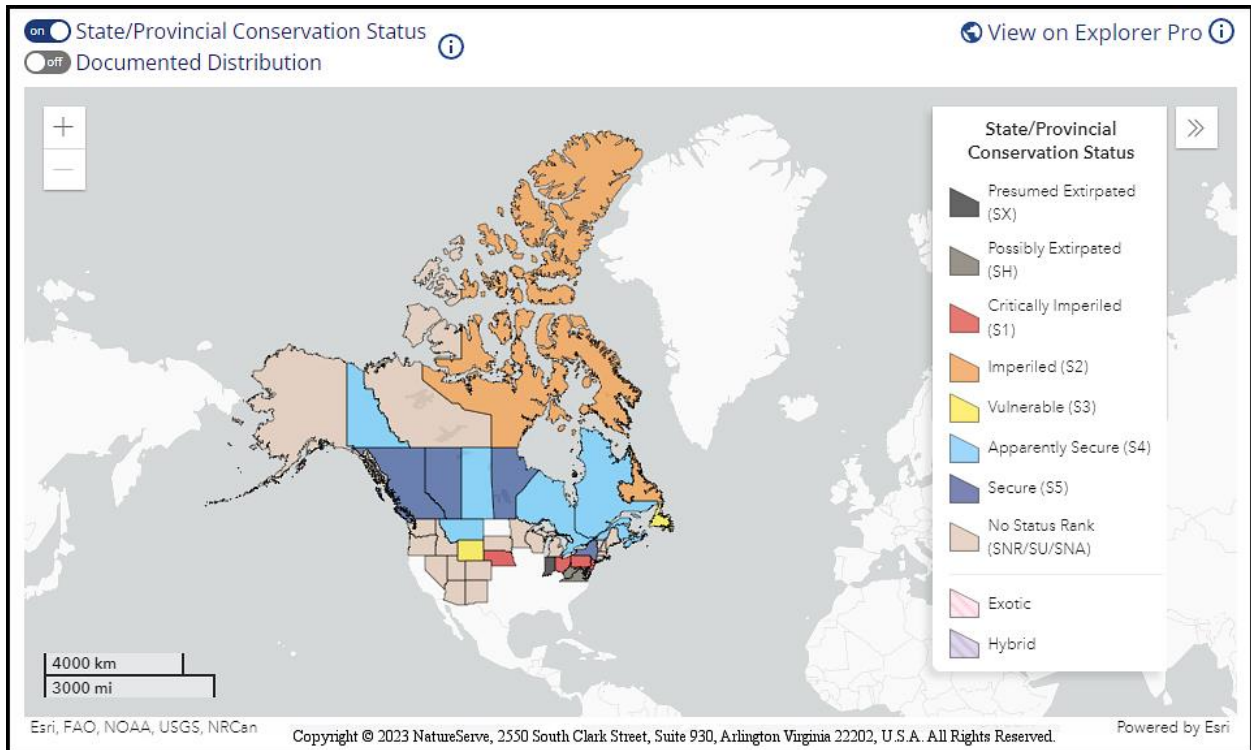 on State/Provincial Conservation Status
off Documented Distribution
View on Explorer Pro
+
−
State/Provincial
Conservation Status
Presumed Extirpated
(SX)
Possibly Extirpated
(SH)
Critically Imperiled
(S1)
Imperiled (S2)
Vulnerable (S3)
Apparently Secure (S4)
Secure (S5)
No Status Rank
(SNR/SU/SNA)
Exotic
Hybrid
4000 km
3000 mi
Esri, FAO, NOAA, USGS, NRCan
Copyright © 2023 NatureServe, 2550 South Clark Street, Suite 930, Arlington Virginia 22202, U.S.A. All Rights Reserved.
Powered by Esri